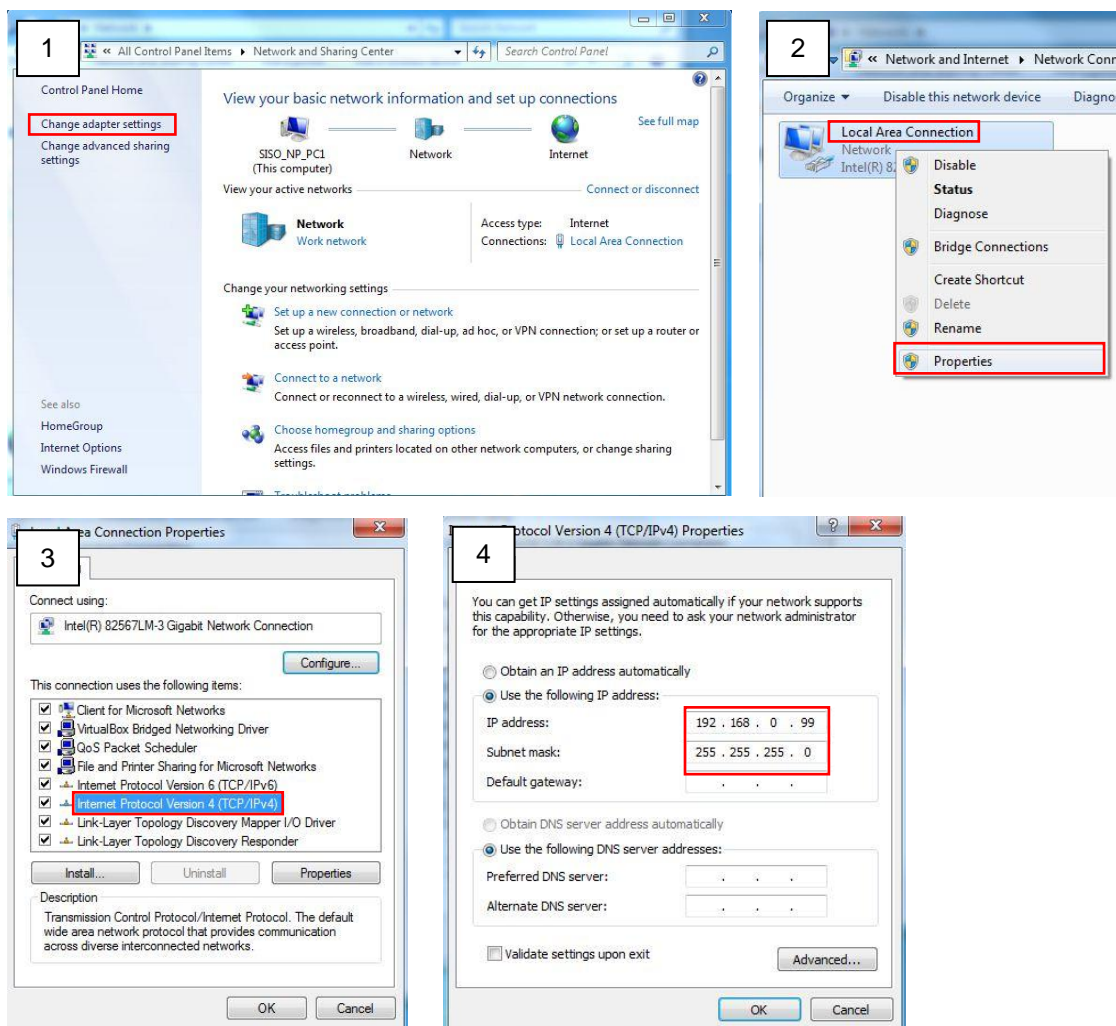 1
« All Control Panel Items ▸ Network and Sharing Center
Search Control Panel
Control Panel Home
Change adapter settings
Change advanced sharing
settings
See also
HomeGroup
Internet Options
Windows Firewall
View your basic network information and set up connections
See full map
SISO_NP_PC1
(This computer)
Network
Internet
View your active networks
Connect or disconnect
Network
Work network
Access type: Internet
Connections: Local Area Connection
Change your networking settings
Set up a new connection or network
Set up a wireless, broadband, dial-up, ad hoc, or VPN connection; or set up a router or
access point.
Connect to a network
Connect or reconnect to a wireless, wired, dial-up, or VPN network connection.
Choose homegroup and sharing options
Access files and printers located on other network computers, or change sharing
settings.
Troubleshoot problems
2
« Network and Internet ▸ Network Conn
Organize Disable this network device Diagno
Local Area Connection
Network
Intel(R) 82
Disable
Status
Diagnose
Bridge Connections
Create Shortcut
Delete
Rename
Properties
3
ea Connection Properties
Connect using:
Intel(R) 82567LM-3 Gigabit Network Connection
Configure...
This connection uses the following items:
Client for Microsoft Networks
VirtualBox Bridged Networking Driver
QoS Packet Scheduler
File and Printer Sharing for Microsoft Networks
Internet Protocol Version 6 (TCP/IPv6)
Internet Protocol Version 4 (TCP/IPv4)
Link-Layer Topology Discovery Mapper I/O Driver
Link-Layer Topology Discovery Responder
Install... Uninstall Properties
Description
Transmission Control Protocol/Internet Protocol. The default
wide area network protocol that provides communication
across diverse interconnected networks.
OK Cancel
4
otocol Version 4 (TCP/IPv4) Properties
You can get IP settings assigned automatically if your network supports
this capability. Otherwise, you need to ask your network administrator
for the appropriate IP settings.
Obtain an IP address automatically
Use the following IP address:
IP address: 192 . 168 . 0 . 99
Subnet mask: 255 . 255 . 255 . 0
Default gateway: . . .
Obtain DNS server address automatically
Use the following DNS server addresses:
Preferred DNS server: . . .
Alternate DNS server: . . .
Validate settings upon exit
Advanced...
OK Cancel